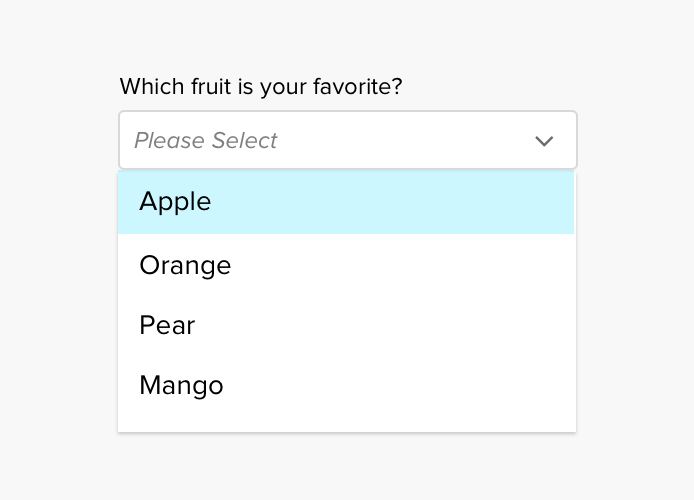 Which fruit is your favorite?
Please Select
Apple
Orange
Pear
Mango